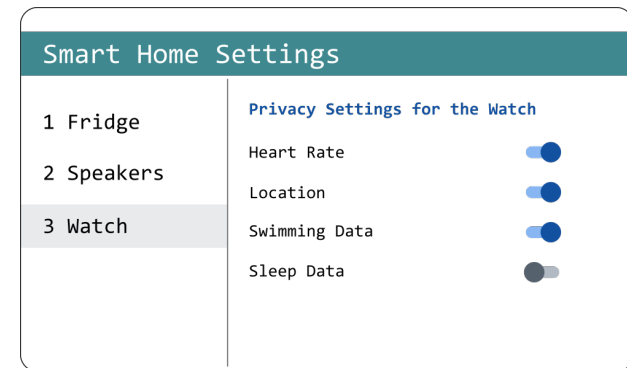 Smart Home Settings
1 Fridge
2 Speakers
3 Watch
Privacy Settings for the Watch
Heart Rate
Location
Swimming Data
Sleep Data